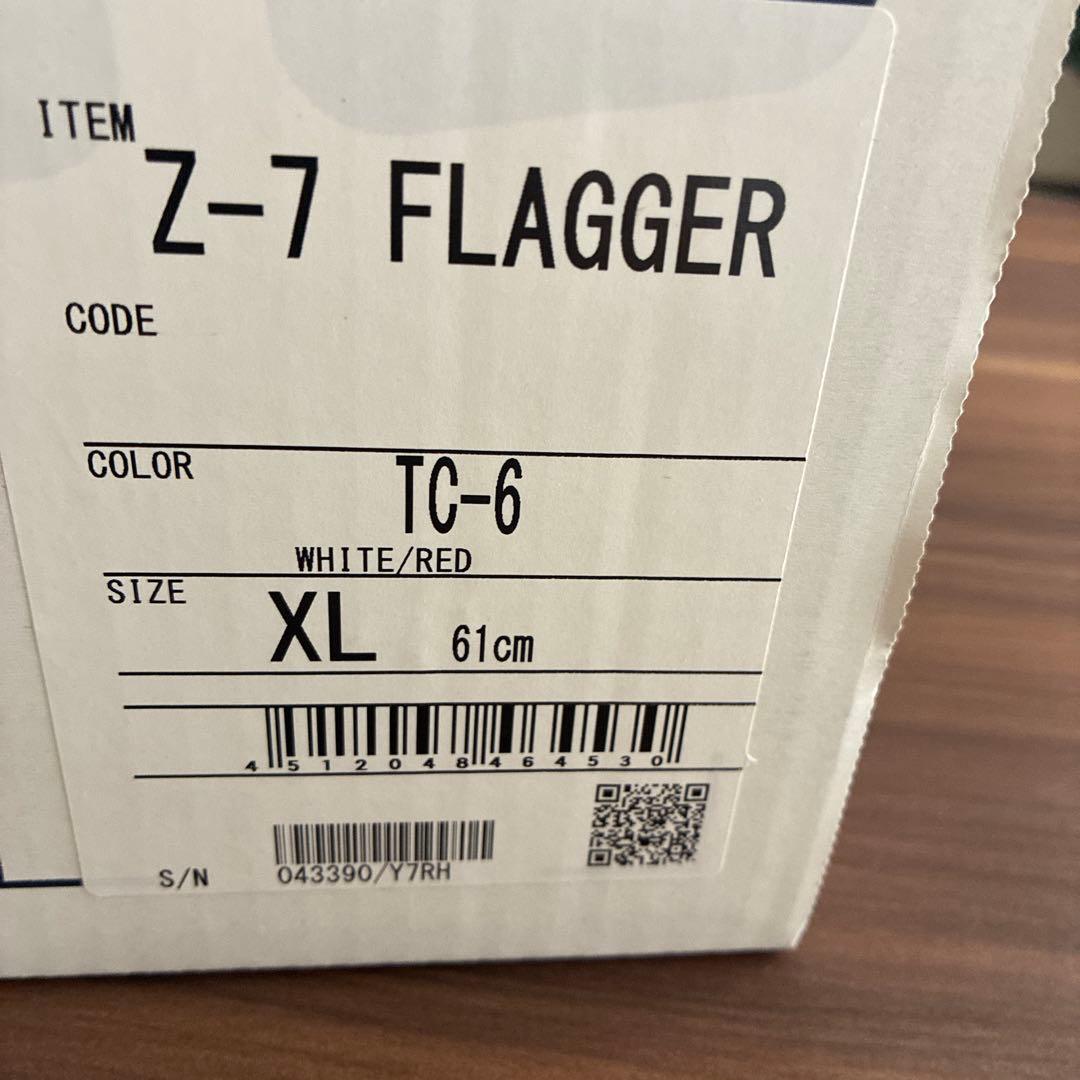 ITEM
Z-7 FLAGGER
CODE
COLOR
TC-6
WHITE/RED
SIZE
XL 61cm
4512048464530
S/N
043390/Y7RH